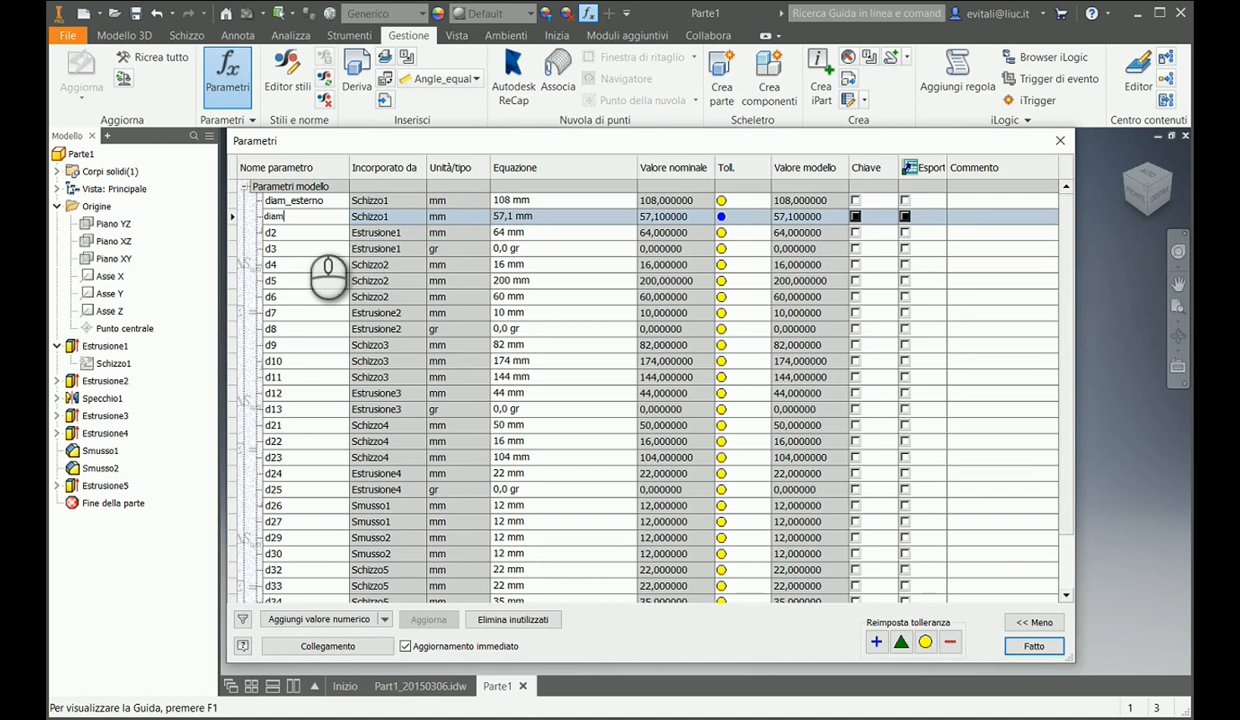 PRO
Generico
Default
Parte1
Ricerca Guida in linea e comand
evitali@liuc.it
File
Modello 3D
Schizzo
Annota
Analizza
Strumenti
Gestione
Vista
Ambienti
Inizia
Moduli aggiuntivi
Collabora
Aggiorna
Ricrea tutto
Parametri
Editor stili
Deriva
Angle_equal
Autodesk ReCap
Associa
Finestra di ritaglio
Navigatore
Punto della nuvola
Crea parte
Crea componenti
Crea iPart
Aggiungi regola
Browser iLogic
Trigger di evento
iTrigger
Editor
Aggiorna
Parametri
Stili e norme
Inserisci
Nuvola di punti
Scheletro
Crea
iLogic
Centro contenuti
Modello
Parte1
Corpi solidi(1)
Vista: Principale
Origine
Piano YZ
Piano XZ
Piano XY
Asse X
Asse Y
Asse Z
Punto centrale
Estrusione1
Schizzo1
Estrusione2
Specchio1
Estrusione3
Estrusione4
Smusso1
Smusso2
Estrusione5
Fine della parte
Parametri
Nome parametro Incorporato da Unità/tipo Equazione Valore nominale Toll. Valore modello Chiave Esport Commento
Parametri modello
diam_esterno Schizzo1 mm 108 mm 108,000000 108,000000
diam Schizzo1 mm 57,1 mm 57,100000 57,100000
d2 Estrusione1 mm 64 mm 64,000000 64,000000
d3 Estrusione1 gr 0,0 gr 0,000000 0,000000
d4 Schizzo2 mm 16 mm 16,000000 16,000000
d5 Schizzo2 mm 200 mm 200,000000 200,000000
d6 Schizzo2 mm 60 mm 60,000000 60,000000
d7 Estrusione2 mm 10 mm 10,000000 10,000000
d8 Estrusione2 gr 0,0 gr 0,000000 0,000000
d9 Schizzo3 mm 82 mm 82,000000 82,000000
d10 Schizzo3 mm 174 mm 174,000000 174,000000
d11 Schizzo3 mm 144 mm 144,000000 144,000000
d12 Estrusione3 mm 44 mm 44,000000 44,000000
d13 Estrusione3 gr 0,0 gr 0,000000 0,000000
d21 Schizzo4 mm 50 mm 50,000000 50,000000
d22 Schizzo4 mm 16 mm 16,000000 16,000000
d23 Schizzo4 mm 104 mm 104,000000 104,000000
d24 Estrusione4 mm 22 mm 22,000000 22,000000
d25 Estrusione4 gr 0,0 gr 0,000000 0,000000
d26 Smusso1 mm 12 mm 12,000000 12,000000
d27 Smusso1 mm 12 mm 12,000000 12,000000
d29 Smusso2 mm 12 mm 12,000000 12,000000
d30 Smusso2 mm 12 mm 12,000000 12,000000
d32 Schizzo5 mm 22 mm 22,000000 22,000000
d33 Schizzo5 mm 22 mm 22,000000 22,000000
d34 Schizzo5 mm 35 mm 35,000000 35,000000
Aggiungi valore numerico
Aggiorna
Elimina inutilizzati
Reimposta tolleranza
<< Meno
Collegamento
Aggiornamento immediato
Fatto
Inizio
Part1_20150306.idw
Parte1
Per visualizzare la Guida, premere F1
1 3